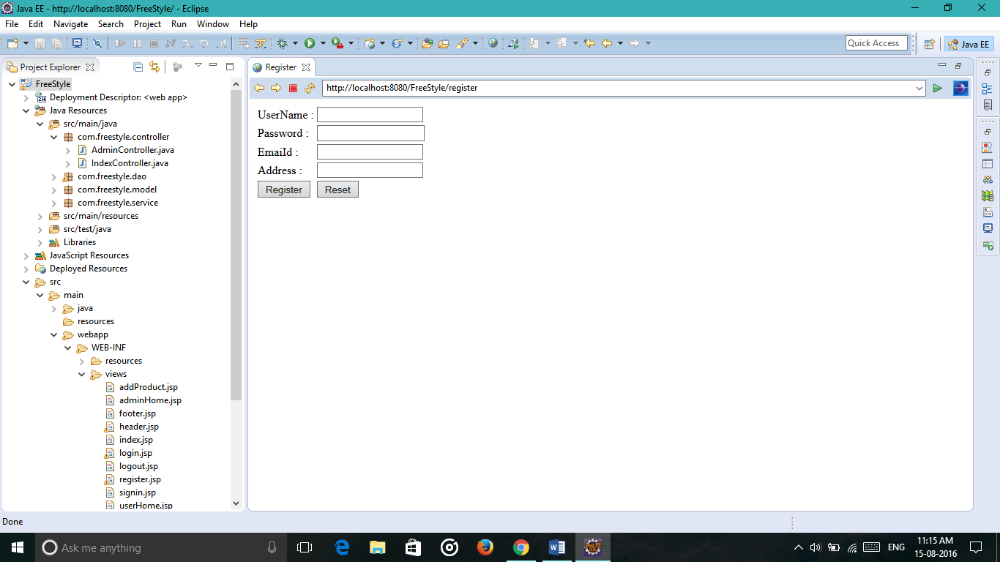 Java EE - http://localhost:8080/FreeStyle/ - Eclipse
File Edit Navigate Search Project Run Window Help
Quick Access
Java EE
Project Explorer
FreeStyle
Deployment Descriptor: <web app>
Java Resources
src/main/java
com.freestyle.controller
AdminController.java
IndexController.java
com.freestyle.dao
com.freestyle.model
com.freestyle.service
src/main/resources
src/test/java
Libraries
JavaScript Resources
Deployed Resources
src
main
java
resources
webapp
WEB-INF
resources
views
addProduct.jsp
adminHome.jsp
footer.jsp
header.jsp
index.jsp
login.jsp
logout.jsp
register.jsp
signin.jsp
userHome.jsp
Register
http://localhost:8080/FreeStyle/register
UserName :
Password :
EmaiId :
Address :
Register Reset
Done
Ask me anything
ENG
11:15 AM
15-08-2016